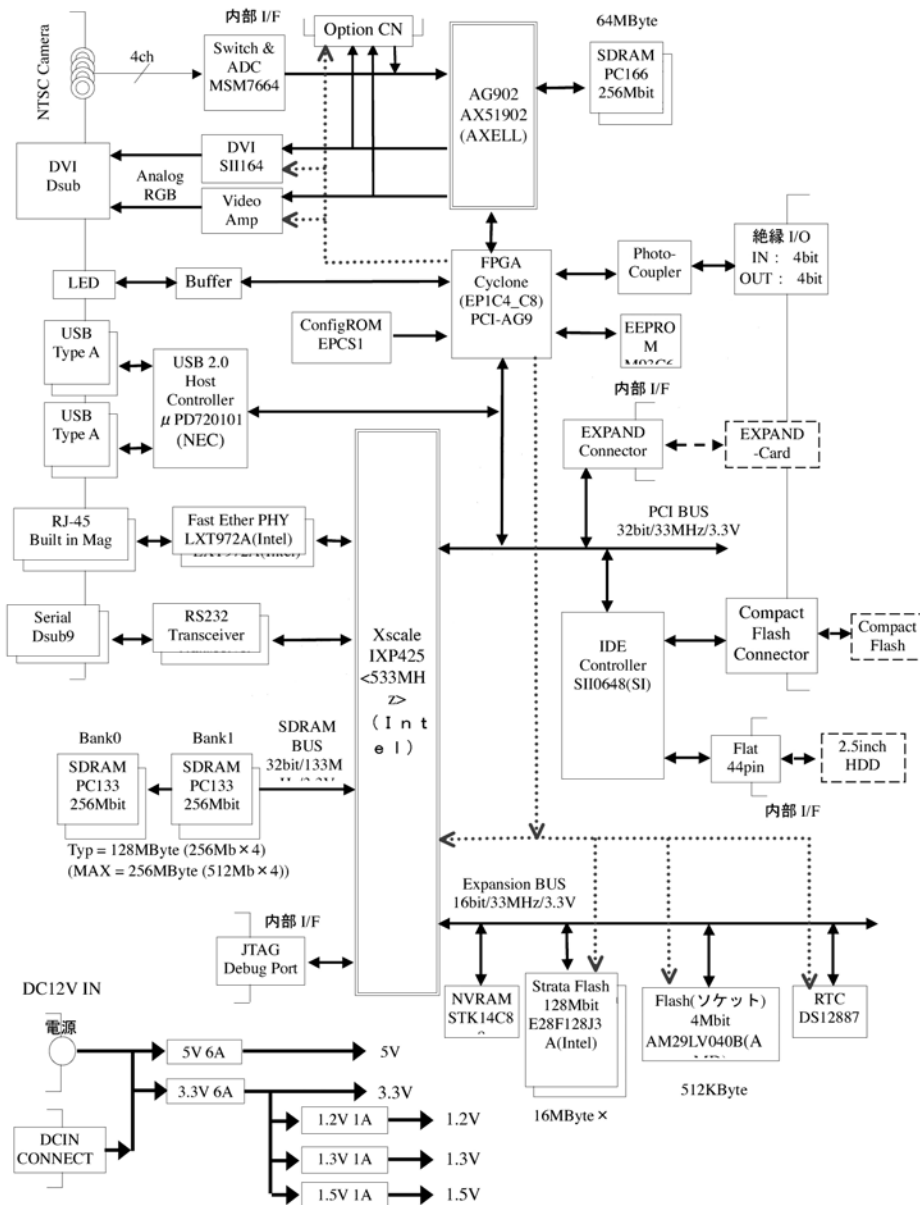 内部 I/F
64MByte
NTSC Camera
4ch
Switch &
ADC
MSM7664
Option CN
AG902
AX51902
(AXELL)
SDRAM
PC166
256Mbit
DVI
Dsub
DVI
SII164
Analog
RGB
Video
Amp
LED
Buffer
FPGA
Cyclone
(EP1C4_C8)
PCI-AG9
Photo-
Coupler
絶縁 I/O
IN : 4bit
OUT : 4bit
ConfigROM
EPCS1
EEPRO
M
USB
Type A
USB
Type A
USB 2.0
Host
Controller
μPD720101
(NEC)
内部 I/F
EXPAND
Connector
EXPAND
-Card
PCI BUS
32bit/33MHz/3.3V
RJ-45
Built in Mag
Fast Ether PHY
LXT972A(Intel)
Serial
Dsub9
RS232
Transceiver
Xscale
IXP425
<533MH
z>
(Int
el)
IDE
Controller
SII0648(SI)
Compact
Flash
Connector
Compact
Flash
Flat
44pin
2.5inch
HDD
内部 I/F
Bank0
Bank1
SDRAM
BUS
32bit/133M
SDRAM
PC133
256Mbit
SDRAM
PC133
256Mbit
Typ = 128MByte (256Mb×4)
(MAX = 256MByte (512Mb×4))
Expansion BUS
16bit/33MHz/3.3V
内部 I/F
JTAG
Debug Port
NVRAM
STK14C8
Strata Flash
128Mbit
E28F128J3
A(Intel)
16MByte×
Flash(ソケット)
4Mbit
AM29LV040B(A
512KByte
RTC
DS12887
DC12V IN
電源
5V 6A
5V
3.3V 6A
3.3V
1.2V 1A
1.2V
DCIN
CONNECT
1.3V 1A
1.3V
1.5V 1A
1.5V